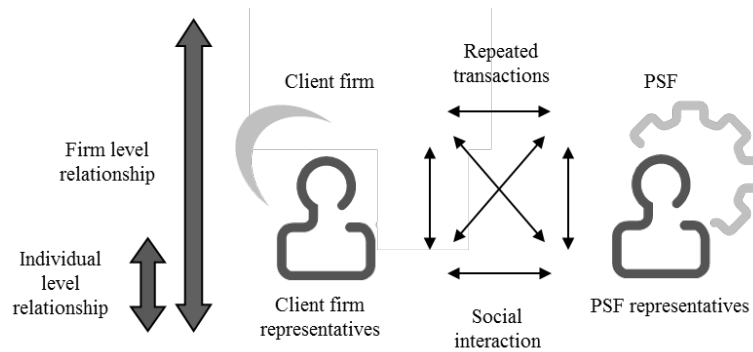 Client firm
Repeated
transactions
PSF
Firm level
relationship
Individual
level
relationship
Client firm
representatives
Social
interaction
PSF representatives